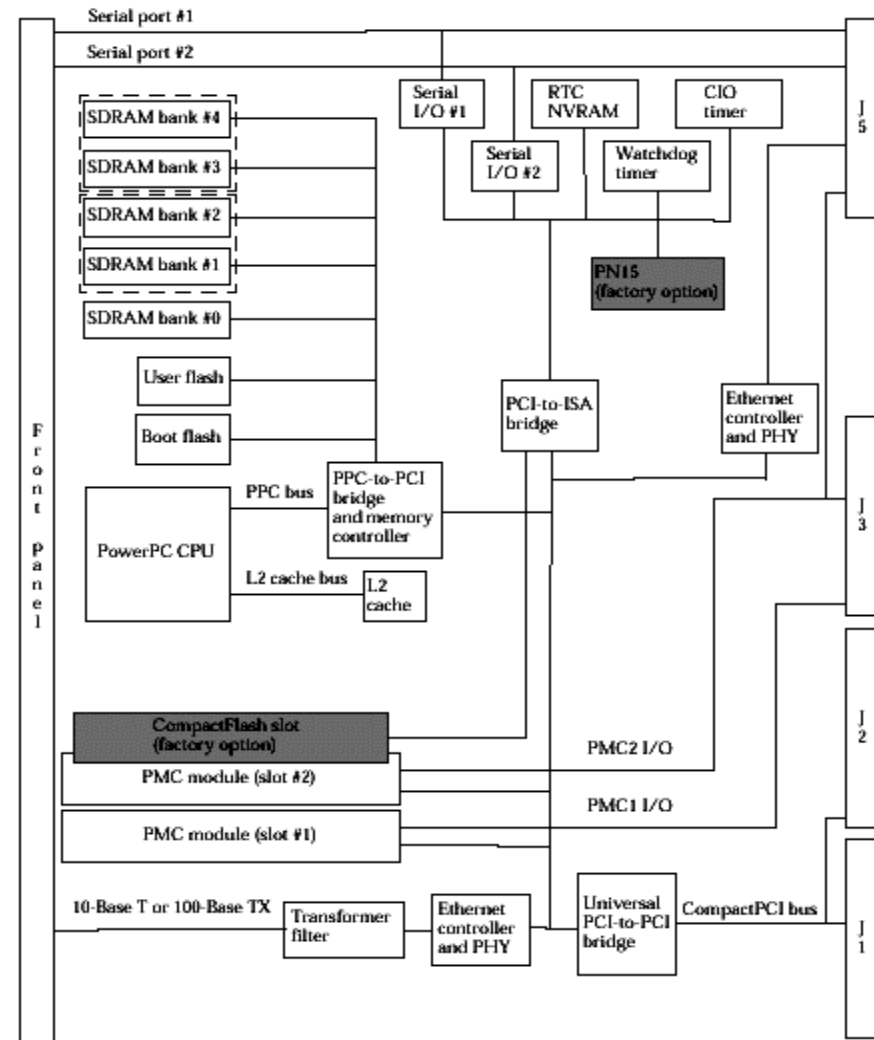 Serial port #1
Serial port #2
SDRAM bank #4
SDRAM bank #3
SDRAM bank #2
SDRAM bank #1
SDRAM bank #0
User flash
Boot flash
Serial
I/O #1
RTC
NVRAM
CIO
timer
Serial
I/O #2
Watchdog
timer
PN15
(factory option)
J
5
PCI-to-ISA
bridge
Ethernet
controller
and PHY
Front panel
PPC bus
PPC-to-PCI
bridge
and memory
controller
PowerPC CPU
L2 cache bus
L2
cache
J
3
CompactFlash slot
(factory option)
PMC module (slot #2)
PMC module (slot #1)
PMC2 I/O
PMC1 I/O
J
2
10-Base T or 100-Base TX
Transformer
filter
Ethernet
controller
and PHY
Universal
PCI-to-PCI
bridge
CompactPCI bus
J
1